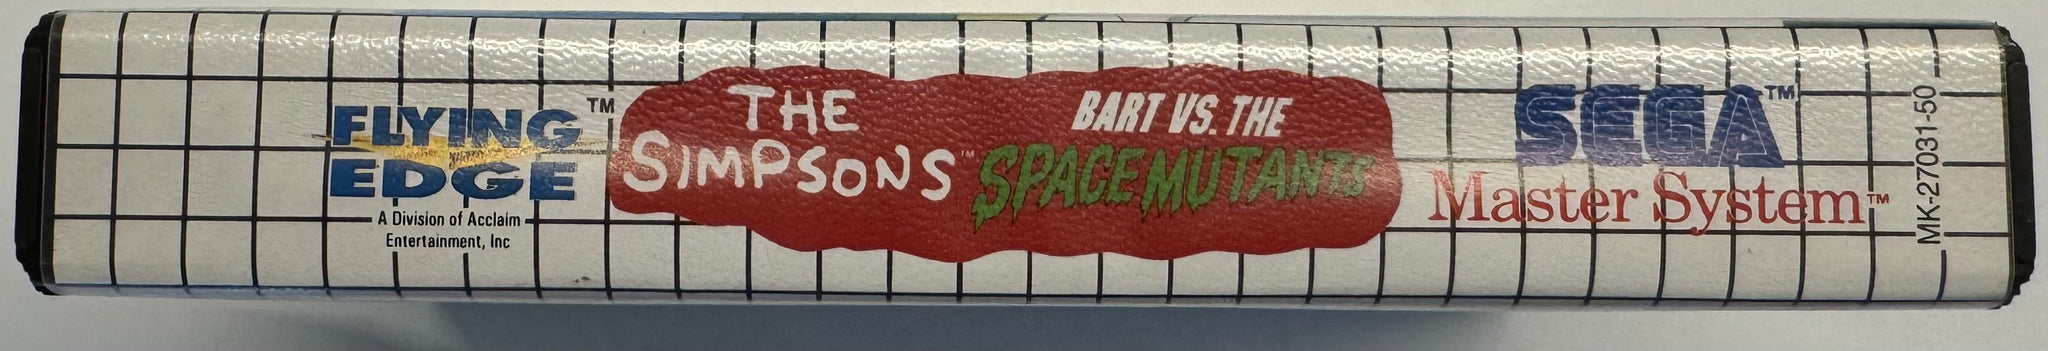 FLYING™
EDGE
A Division of Acclaim
Entertainment, Inc
THE
SIMPSONS™
BART VS. THE
SPACE MUTANTS
SEGA™
Master System™
MK-27031-50